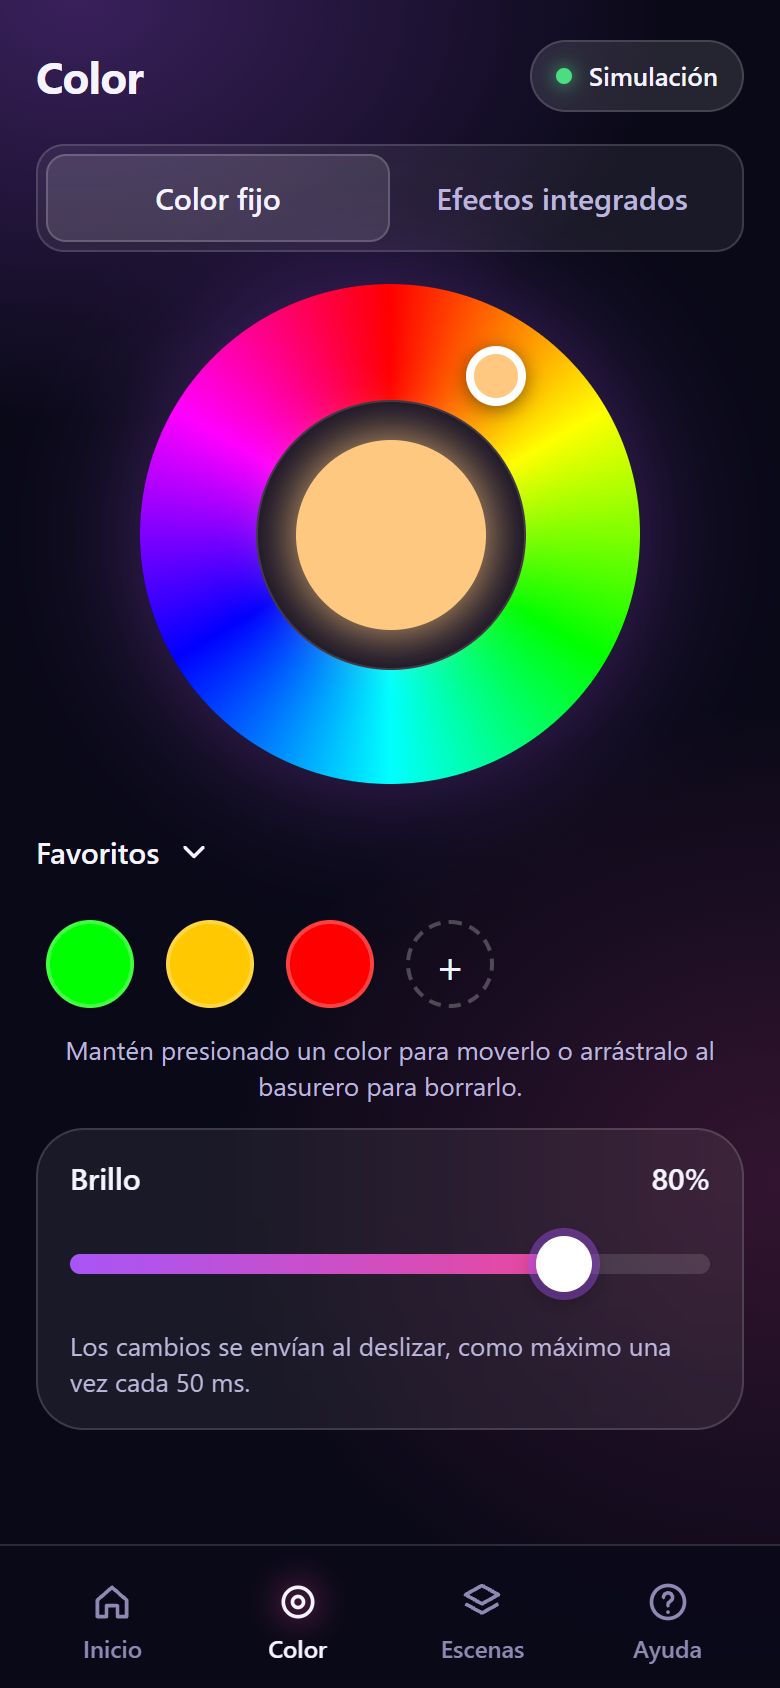 Color
Simulación
Color fijo
Efectos integrados
Favoritos
+
Mantén presionado un color para moverlo o arrástralo al
basurero para borrarlo.
Brillo
80%
Los cambios se envían al deslizar, como máximo una
vez cada 50 ms.
Inicio
Color
Escenas
Ayuda